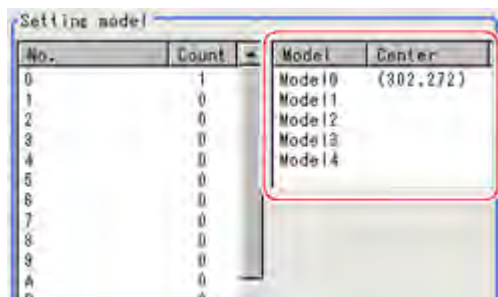 Setting model
No. Count Model Center
0 1 Model0 (302,272)
1 0 Model1
2 0 Model2
3 0 Model3
4 0 Model4
5 0
6 0
7 0
8 0
9 0
A 0